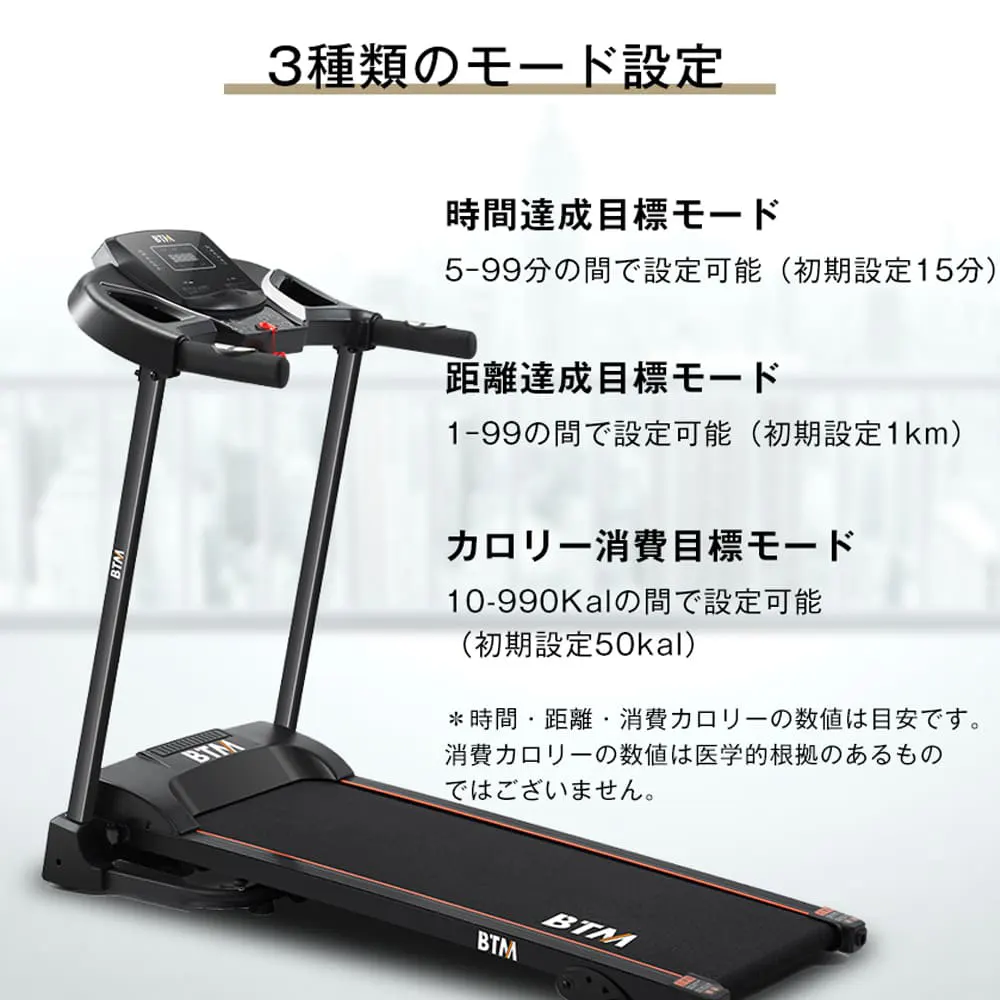 3種類のモード設定
時間達成目標モード
5-99分の間で設定可能（初期設定15分）
距離達成目標モード
1-99の間で設定可能（初期設定1km）
カロリー消費目標モード
10-990Kalの間で設定可能
（初期設定50kal）
＊時間・距離・消費カロリーの数値は目安です。
消費カロリーの数値は医学的根拠のあるもの
ではございません。
BTM
BTM
BTM
BTM
BTM